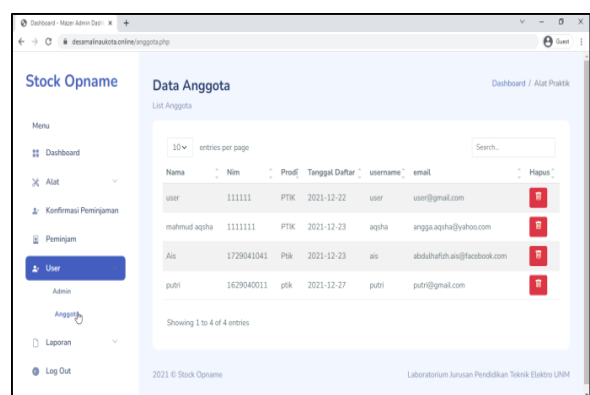 Dashboard - Mazer Admin Dash
desamalinaukota.online/anggota.php
Guest
Stock Opname
Menu
Dashboard
Alat
Konfirmasi Peminjaman
Peminjam
User
Admin
Anggota
Laporan
Log Out
Data Anggota
Dashboard / Alat Praktik
List Anggota
10 entries per page
Search...
Nama Nim Prodi Tanggal Daftar username email Hapus
user 111111 PTIK 2021-12-22 user user@gmail.com
mahmud aqsha 1111111 PTIK 2021-12-23 aqsha angga.aqsha@yahoo.com
Ais 1729041041 Ptik 2021-12-23 ais abdulhafizh.ais@facebook.com
putri 1629040011 ptik 2021-12-27 putri putri@gmail.com
Showing 1 to 4 of 4 entries
2021 © Stock Opname
Laboratorium Jurusan Pendidikan Teknik Elektro UNM